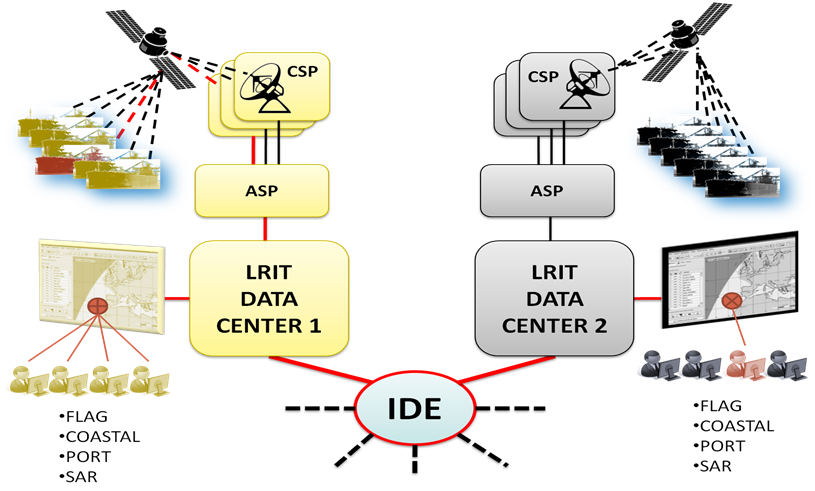 CSP
CSP
ASP
ASP
LRIT
DATA
CENTER 1
LRIT
DATA
CENTER 2
IDE
•FLAG
•COASTAL
•PORT
•SAR
•FLAG
•COASTAL
•PORT
•SAR